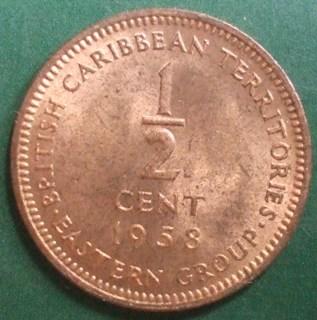 BRITISH CARIBBEAN TERRITORIES·
·EASTERN GROUP·
1/2
CENT
1958